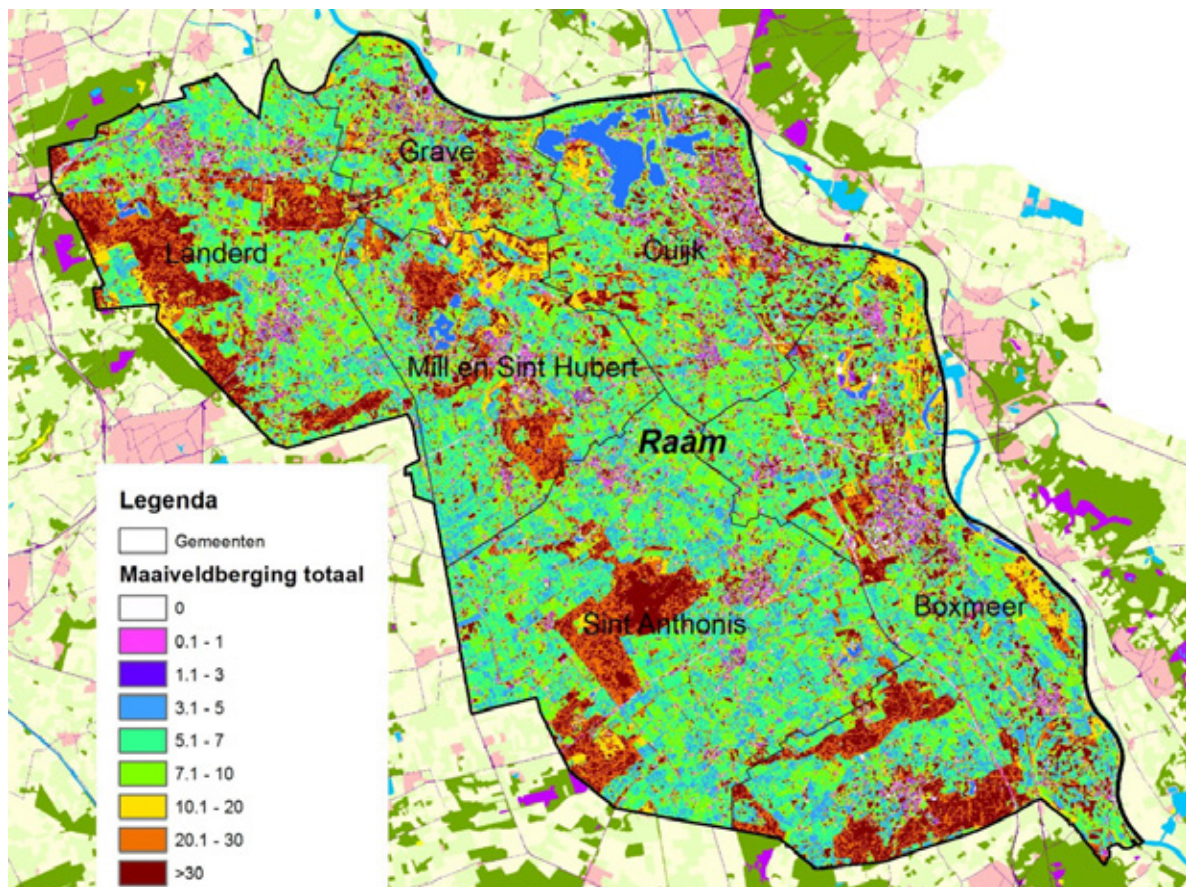 Grave
Landerd
Cuijk
Mill en Sint Hubert
Raam
Sint Anthonis
Boxmeer
Legenda
Gemeenten
Maaiveldberging totaal
0
0.1 - 1
1.1 - 3
3.1 - 5
5.1 - 7
7.1 - 10
10.1 - 20
20.1 - 30
>30